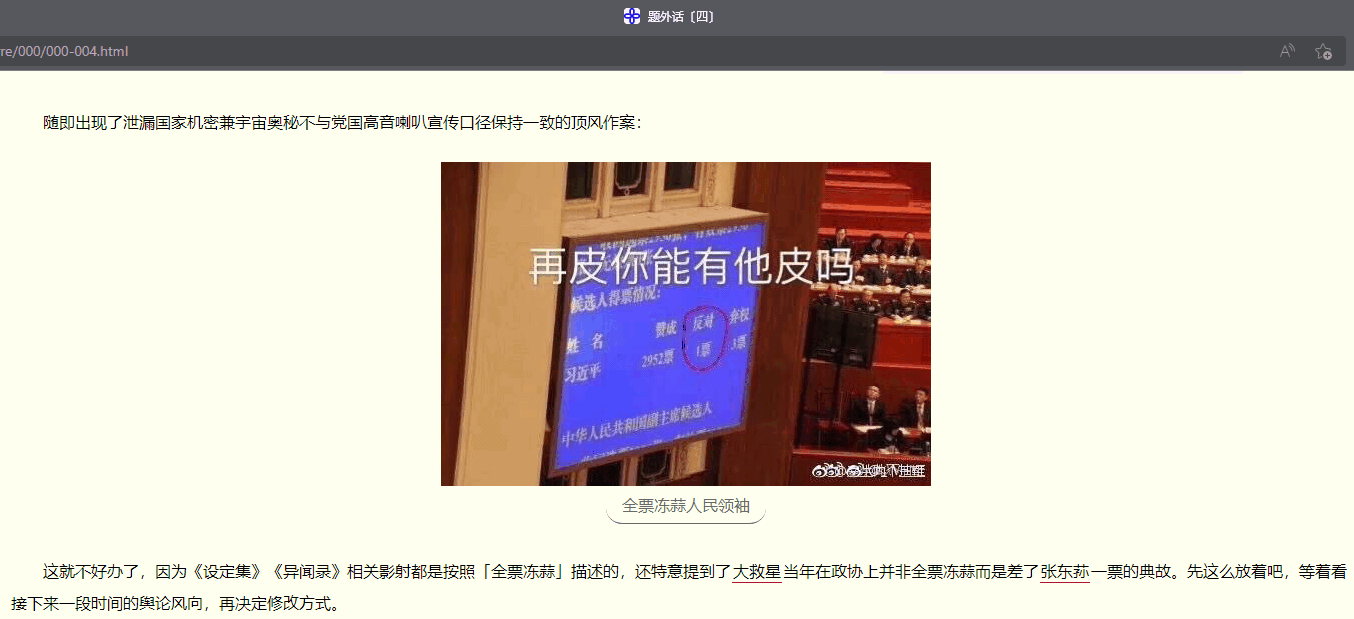 题外话〔四〕
re/000/000-004.html
随即出现了泄漏国家机密兼宇宙奥秘不与党国高音喇叭宣传口径保持一致的顶风作案：
再皮你能有他皮吗
候选人得票情况：
姓 名 赞成 反对 弃权
习近平 2952票 1票 3票
中华人民共和国副主席候选人
全票冻蒜人民领袖
这就不好办了，因为《设定集》《异闻录》相关影射都是按照「全票冻蒜」描述的，还特意提到了大救星当年在政协上并非全票冻蒜而是差了张东荪一票的典故。先这么放着吧，等着看
接下来一段时间的舆论风向，再决定修改方式。